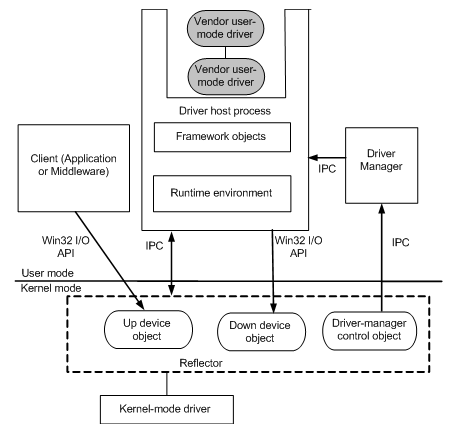 Vendor user-
mode driver
Vendor user-
mode driver
Driver host process
Framework objects
Client (Application
or Middleware)
Driver
Manager
IPC
Runtime environment
Win32 I/O
API
IPC
Win32 I/O
API
IPC
User mode
Kernel mode
Up device
object
Down device
object
Driver-manager
control object
Reflector
Kernel-mode driver